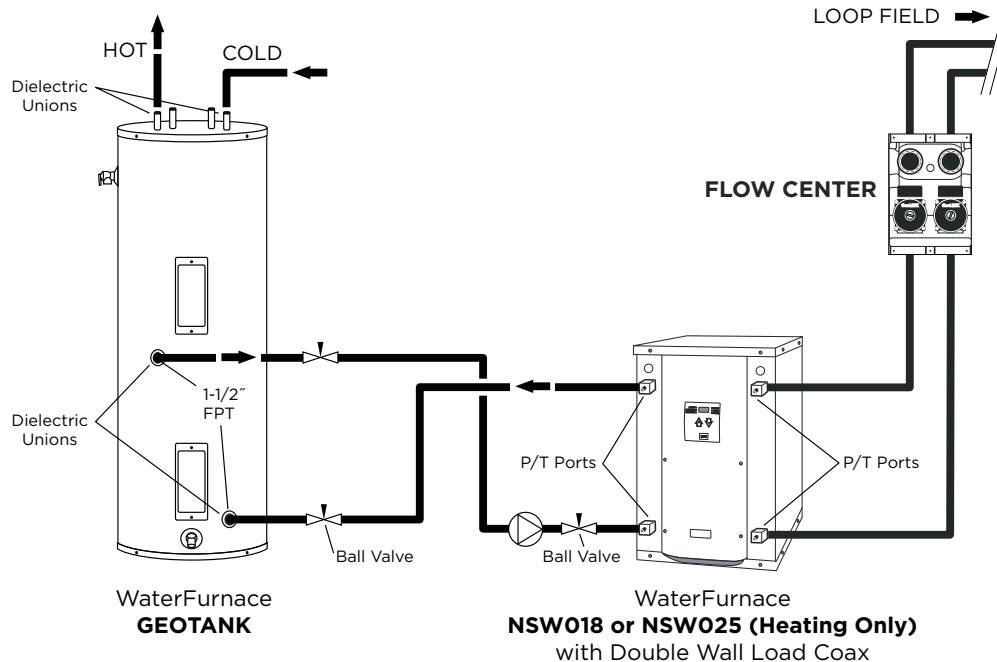 LOOP FIELD
HOT
COLD
Dielectric
Unions
FLOW CENTER
1-1/2″
FPT
Dielectric
Unions
P/T Ports
P/T Ports
Ball Valve
Ball Valve
WaterFurnace
GEOTANK
WaterFurnace
NSW018 or NSW025 (Heating Only)
with Double Wall Load Coax